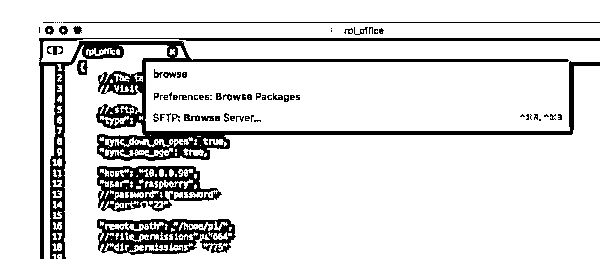 rpi_office
rpi_office
1 {
2 // The ta
3 // Visit
4
5 // sftp,
6 "type":
7
8 "sync_down_on_open": true,
9 "sync_same_age": true,
10
11 "host": "10.0.0.90",
12 "user": "raspberry",
13 //"password": "password"
14 //"port": "22"
15
16 "remote_path": "/home/pi/",
17 //"file_permissions": "664"
18 //"dir_permissions": "775"
19
browse
Preferences: Browse Packages
SFTP: Browse Server...